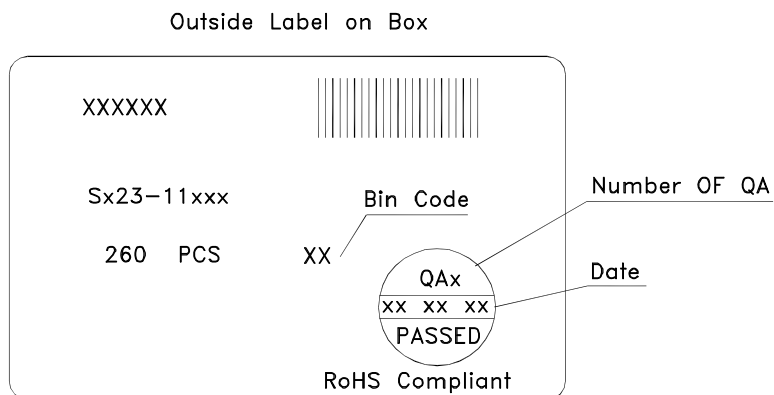 Outside Label on Box
XXXXXX
Sx23-11xxx
Bin Code
Number OF QA
260 PCS
XX
QAx
Date
xx xx xx
PASSED
RoHS Compliant